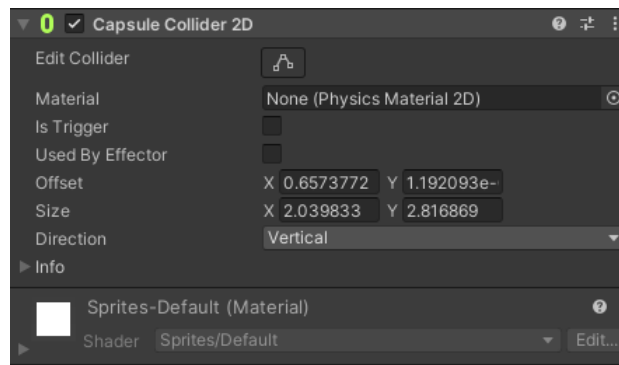 Capsule Collider 2D
Edit Collider
Material None (Physics Material 2D)
Is Trigger
Used By Effector
Offset X 0.6573772 Y 1.192093e-
Size X 2.039833 Y 2.816869
Direction Vertical
Info
Sprites-Default (Material)
Shader Sprites/Default Edit...